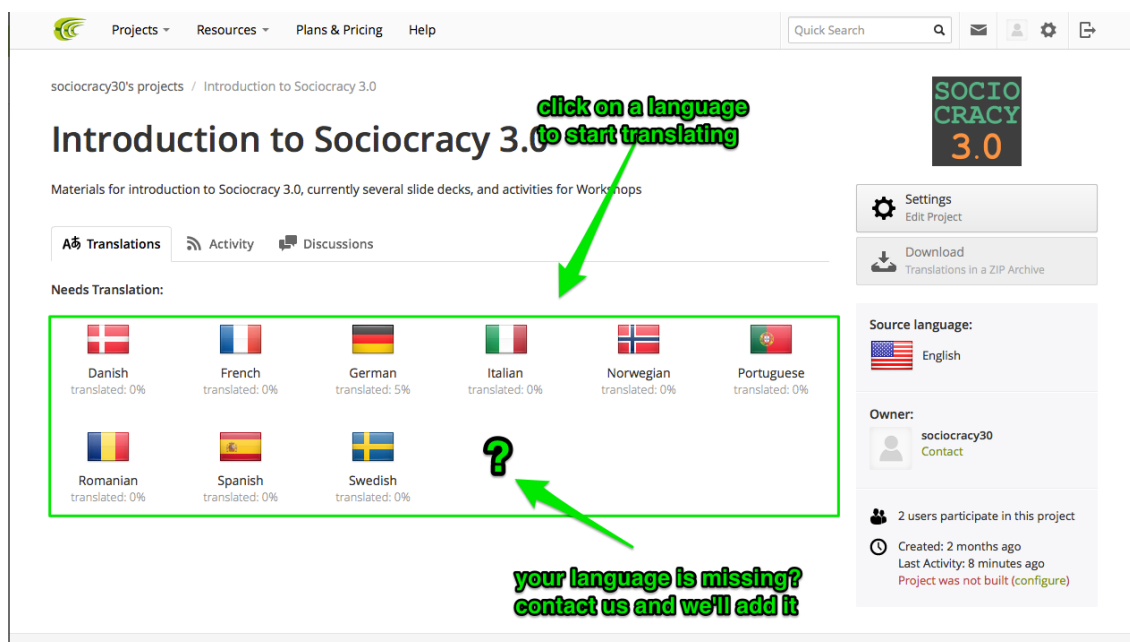 Projects Resources Plans & Pricing Help Quick Search
sociocracy30's projects / Introduction to Sociocracy 3.0
SOCIO
CRACY
3.0
click on a language
to start translating
Introduction to Sociocracy 3.0
Materials for introduction to Sociocracy 3.0, currently several slide decks, and activities for Workshops
Settings
Edit Project
Download
Translations in a ZIP Archive
Aあ Translations Activity Discussions
Needs Translation:
Danish French German Italian Norwegian Portuguese
translated: 0% translated: 0% translated: 5% translated: 0% translated: 0% translated: 0%
Romanian Spanish Swedish ?
translated: 0% translated: 0% translated: 0%
your language is missing?
contact us and we'll add it
Source language:
English
Owner:
sociocracy30
Contact
2 users participate in this project
Created: 2 months ago
Last Activity: 8 minutes ago
Project was not built (configure)